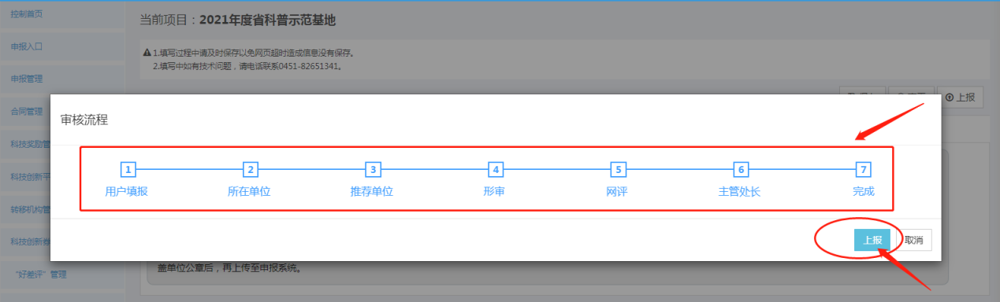 控制首页
申报入口
申报管理
合同管理
科技奖励管
科技创新平
转移机构管
科技创新券
“好差评”管理
当前项目：2021年度省科普示范基地
1.填写过程中请及时保存以免网页超时造成信息没有保存。
2.填写中如有技术问题，请电话联系0451-82651341。
上报
审核流程
1 2 3 4 5 6 7
用户填报 所在单位 推荐单位 形审 网评 主管处长 完成
上报 取消
盖单位公章后，再上传至申报系统。